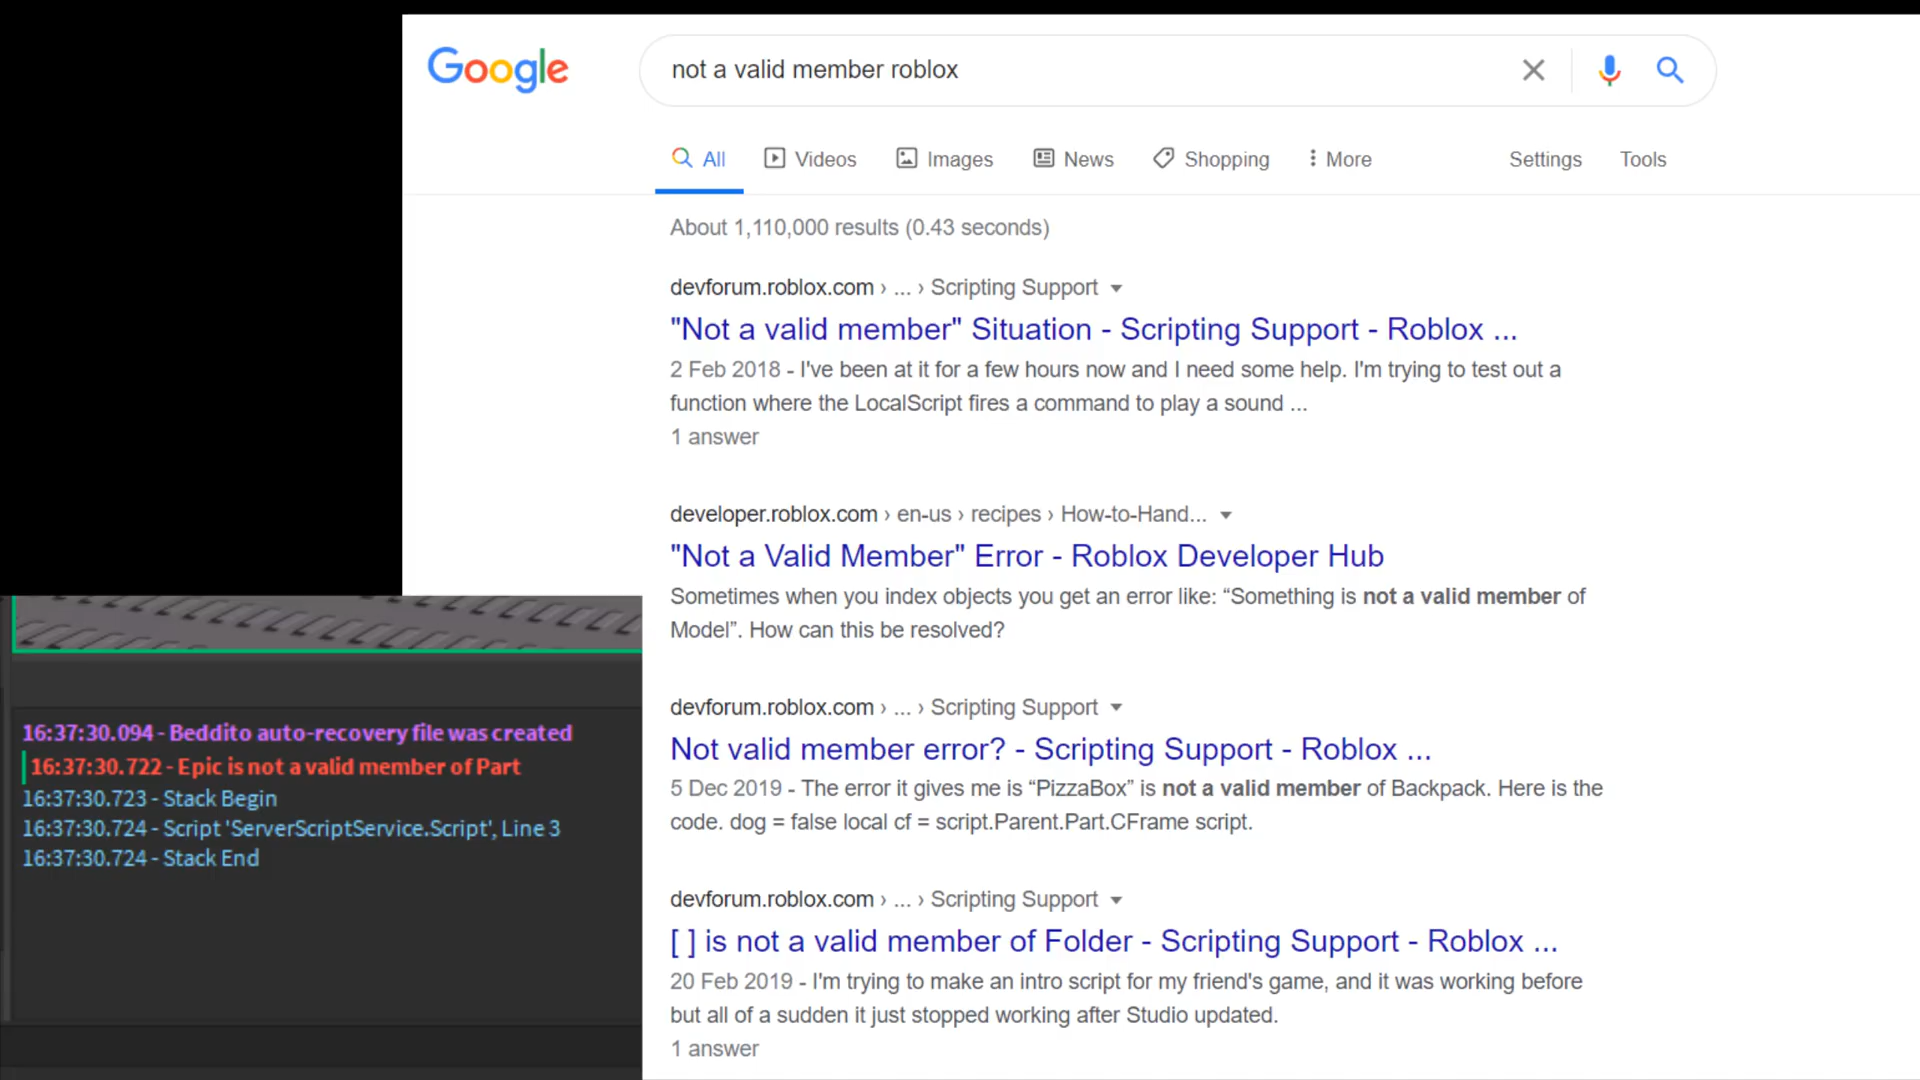 Google
not a valid member roblox
All Videos Images News Shopping More Settings Tools
About 1,110,000 results (0.43 seconds)
devforum.roblox.com › ... › Scripting Support
"Not a valid member" Situation - Scripting Support - Roblox ...
2 Feb 2018 - I've been at it for a few hours now and I need some help. I'm trying to test out a
function where the LocalScript fires a command to play a sound ...
1 answer
developer.roblox.com › en-us › recipes › How-to-Hand...
"Not a Valid Member" Error - Roblox Developer Hub
Sometimes when you index objects you get an error like: “Something is not a valid member of
Model”. How can this be resolved?
devforum.roblox.com › ... › Scripting Support
Not valid member error? - Scripting Support - Roblox ...
5 Dec 2019 - The error it gives me is “PizzaBox” is not a valid member of Backpack. Here is the
code. dog = false local cf = script.Parent.Part.CFrame script.
devforum.roblox.com › ... › Scripting Support
[ ] is not a valid member of Folder - Scripting Support - Roblox ...
20 Feb 2019 - I'm trying to make an intro script for my friend's game, and it was working before
but all of a sudden it just stopped working after Studio updated.
1 answer
16:37:30.094 - Beddito auto-recovery file was created
16:37:30.722 - Epic is not a valid member of Part
16:37:30.723 - Stack Begin
16:37:30.724 - Script 'ServerScriptService.Script', Line 3
16:37:30.724 - Stack End